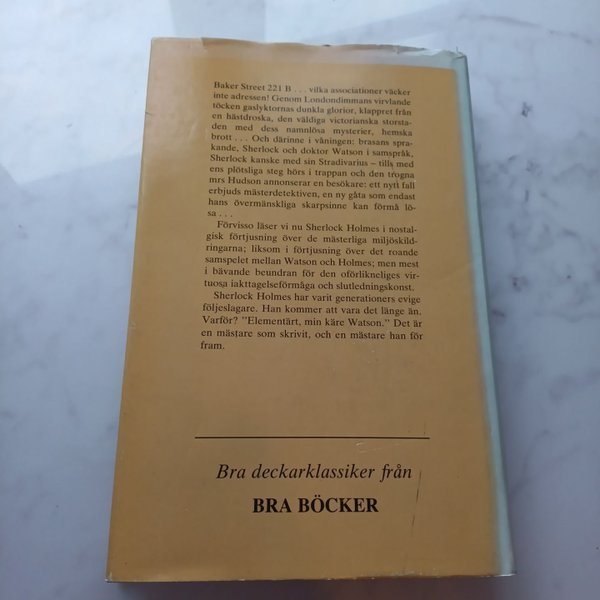 Baker Street 221 B . . . vilka associationer väcker
inte adressen! Genom Londondimmans virvlande
töcken gaslyktornas dunkla glorior, klappret från
en hästdroska, den väldiga victorianska storsta-
den med dess namnlösa mysterier, hemska
brott . . . Och därinne i våningen: brasans spra-
kande, Sherlock och doktor Watson i samspråk,
Sherlock kanske med sin Stradivarius – tills med
ens plötsliga steg hörs i trappan och den trogna
mrs Hudson annonserar en besökare: ett nytt fall
erbjuds mästerdetektiven, en ny gåta som endast
hans övermänskliga skarpsinne kan förmå lö-
sa . . .
Förvisso läser vi nu Sherlock Holmes i nostal-
gisk förtjusning över de mästerliga miljöskild-
ringarna; liksom i förtjusning över det roande
samspelet mellan Watson och Holmes; men mest
i bävande beundran för den oförlikneliges vir-
tuosa iakttagelseförmåga och slutledningskonst.
Sherlock Holmes har varit generationers evige
följeslagare. Han kommer att vara det länge än.
Varför? "Elementärt, min käre Watson." Det är
en mästare som skrivit, och en mästare han för
fram.
Bra deckarklassiker från
BRA BÖCKER